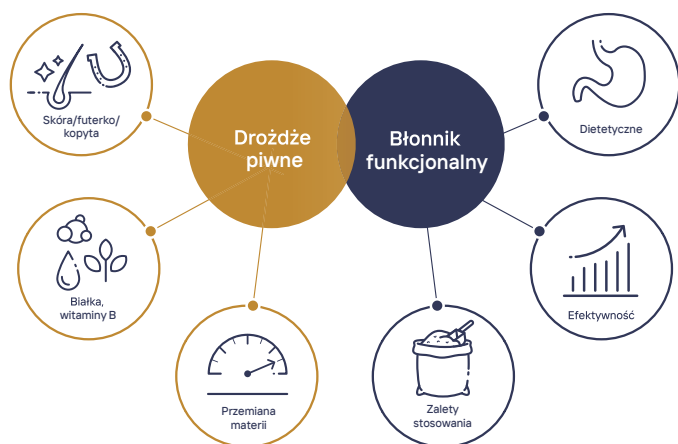 Skóra/futerko/
kopyta
Drożdże
piwne
Błonnik
funkcjonalny
Dietetyczne
Białka,
witaminy B
Efektywność
Przemiana
materii
Zalety
stosowania